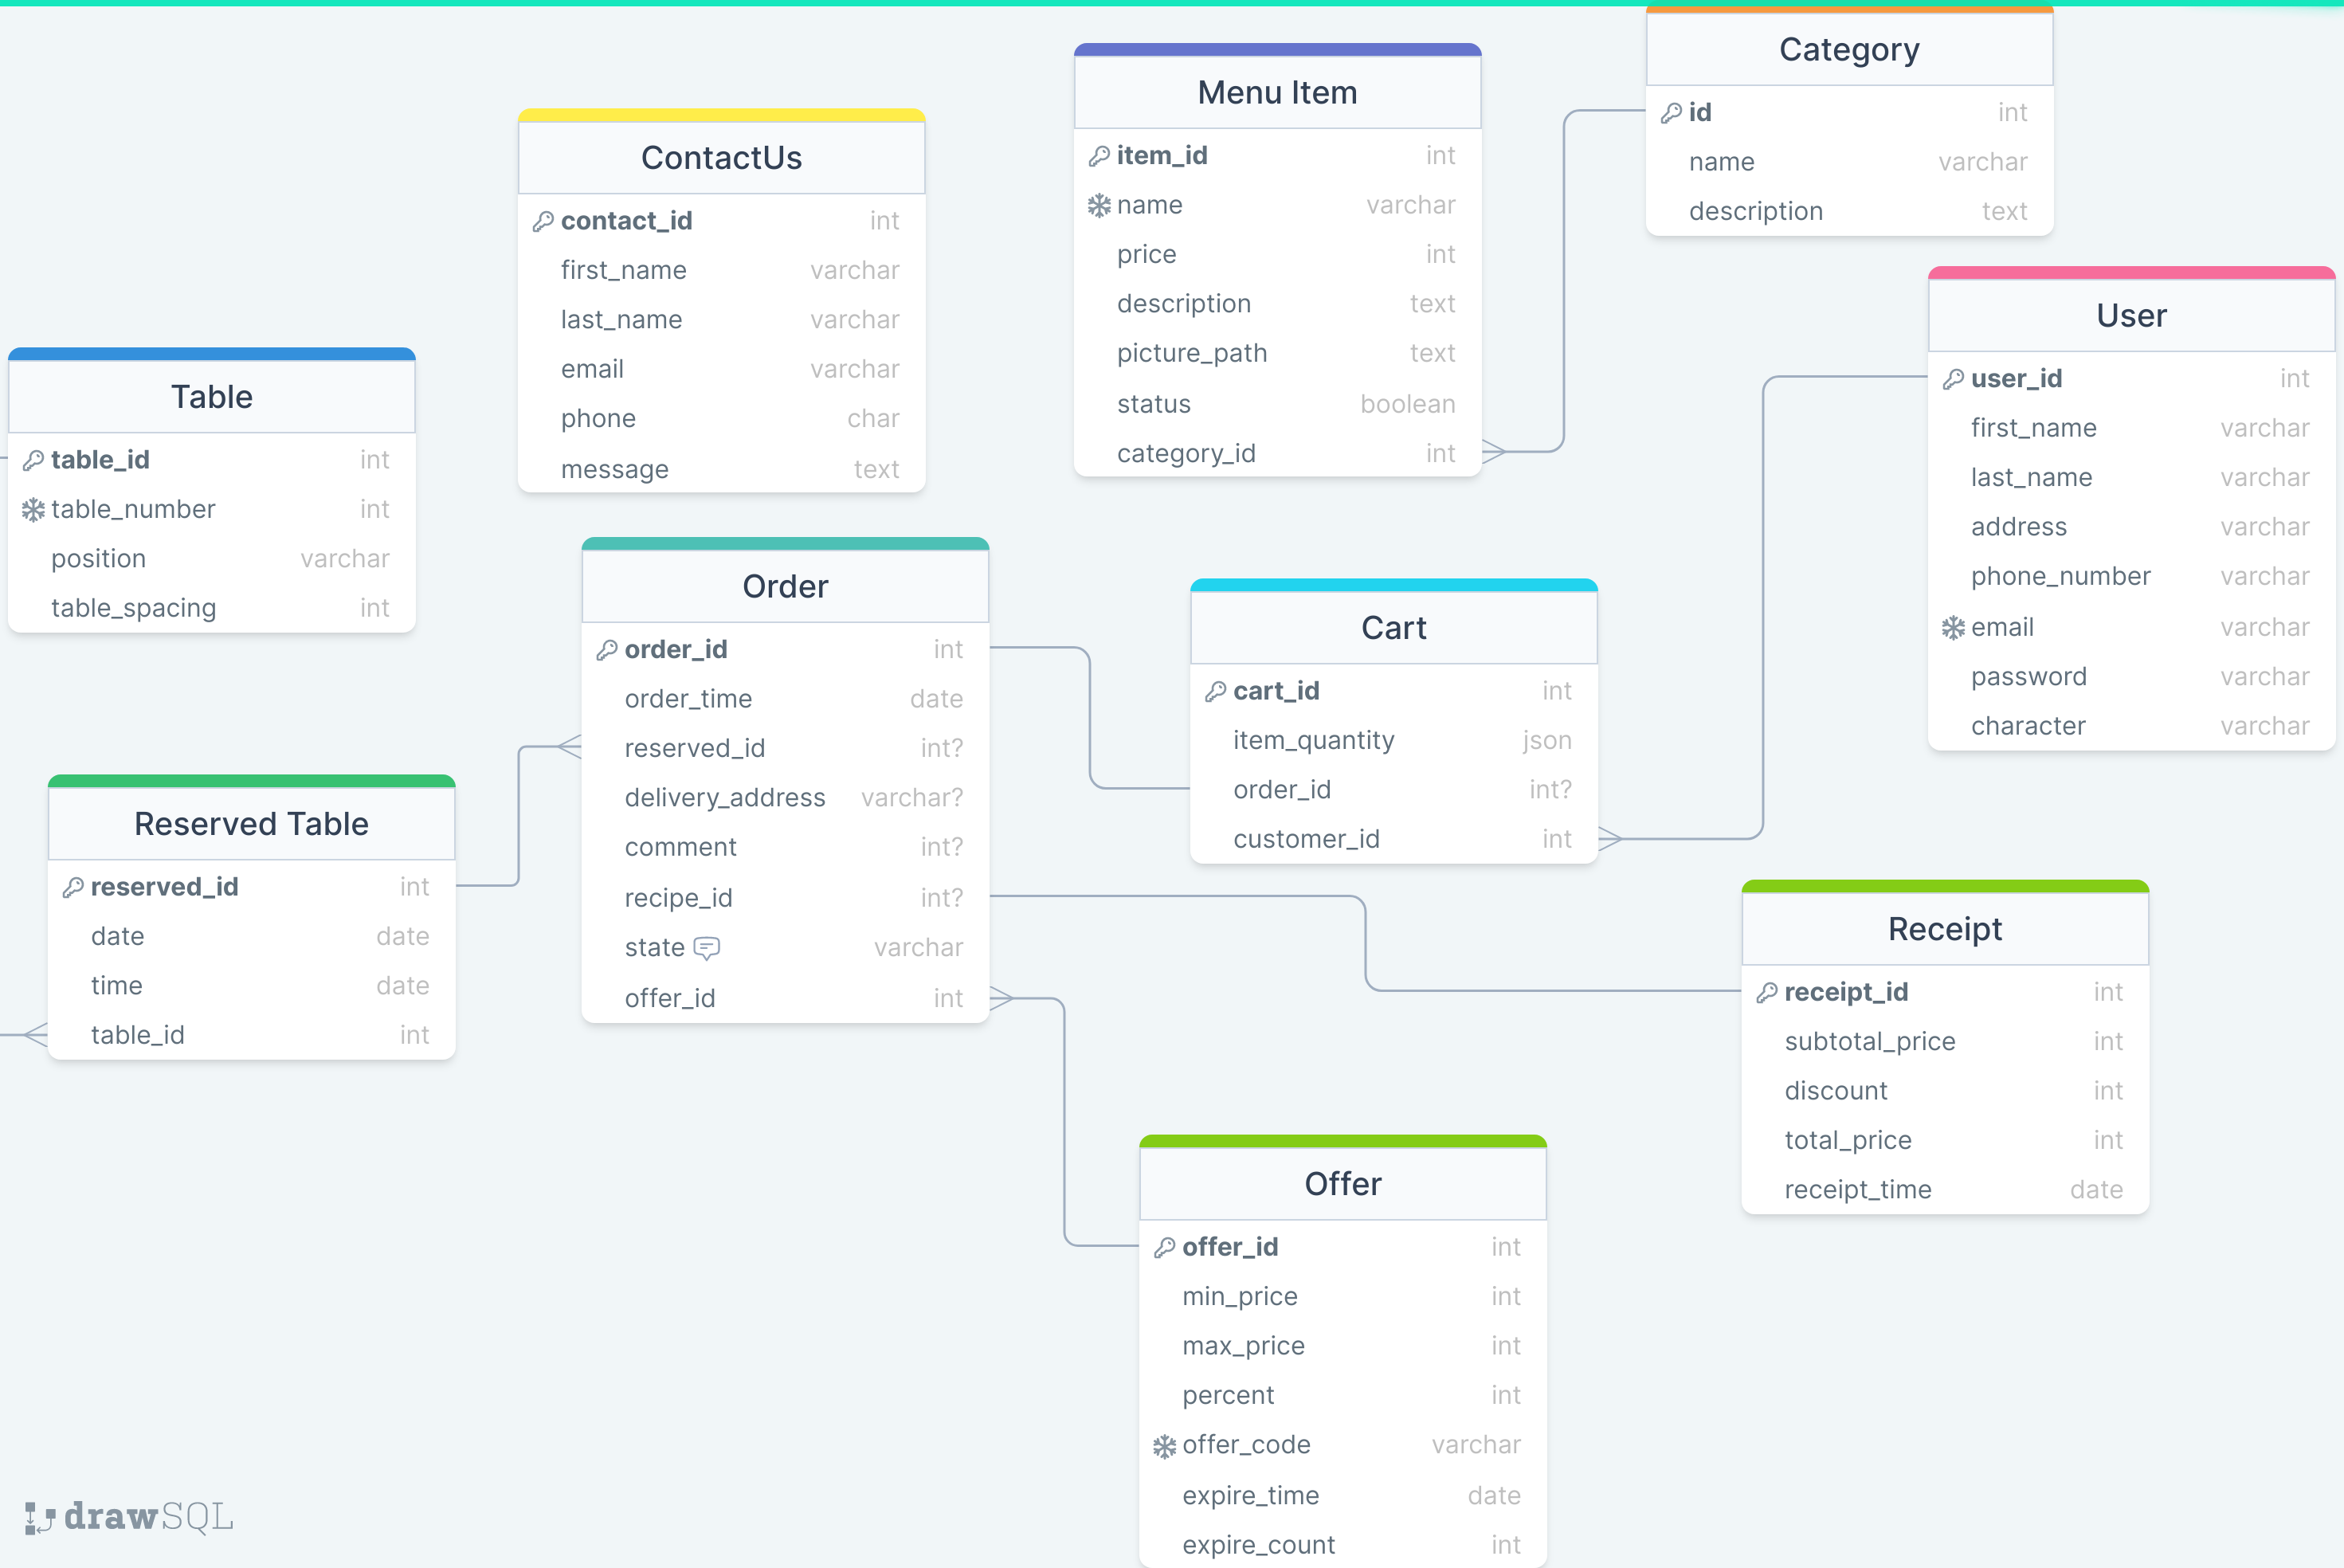 Category
id int
name varchar
description text
Menu Item
item_id int
name varchar
price int
description text
picture_path text
status boolean
category_id int
ContactUs
contact_id int
first_name varchar
last_name varchar
email varchar
phone char
message text
User
user_id int
first_name varchar
last_name varchar
address varchar
phone_number varchar
email varchar
password varchar
character varchar
Table
table_id int
table_number int
position varchar
table_spacing int
Order
order_id int
order_time date
reserved_id int?
delivery_address varchar?
comment int?
recipe_id int?
state varchar
offer_id int
Cart
cart_id int
item_quantity json
order_id int?
customer_id int
Reserved Table
reserved_id int
date date
time date
table_id int
Receipt
receipt_id int
subtotal_price int
discount int
total_price int
receipt_time date
Offer
offer_id int
min_price int
max_price int
percent int
offer_code varchar
expire_time date
expire_count int
drawSQL